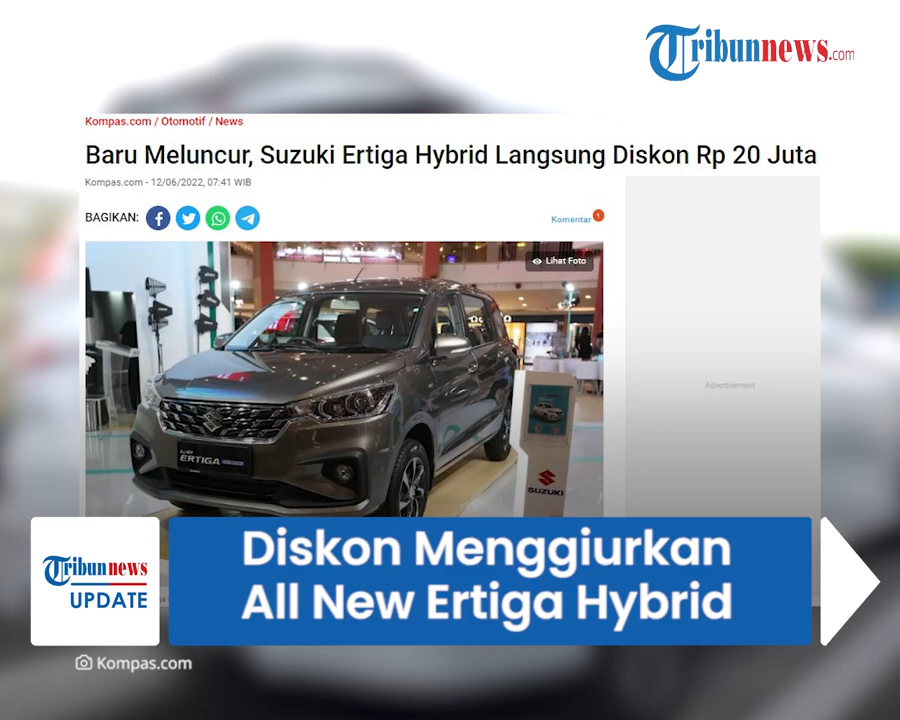 Tribunnews.com
Kompas.com / Otomotif / News
Baru Meluncur, Suzuki Ertiga Hybrid Langsung Diskon Rp 20 Juta
Kompas.com - 12/06/2022, 07:41 WIB
BAGIKAN:
Komentar 1
Lihat Foto
Advertisement
ERTIGA
SUZUKI
Tribunnews
UPDATE
Diskon Menggiurkan
All New Ertiga Hybrid
Kompas.com